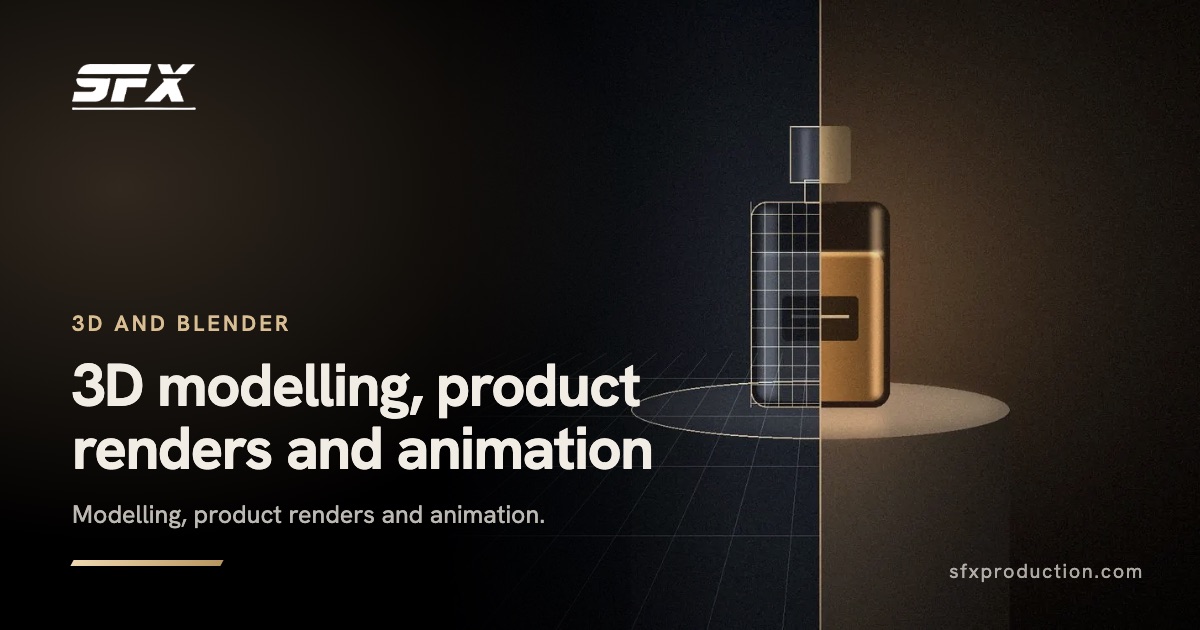 SFX
3D AND BLENDER
3D modelling, product
renders and animation
Modelling, product renders and animation.
sfxproduction.com